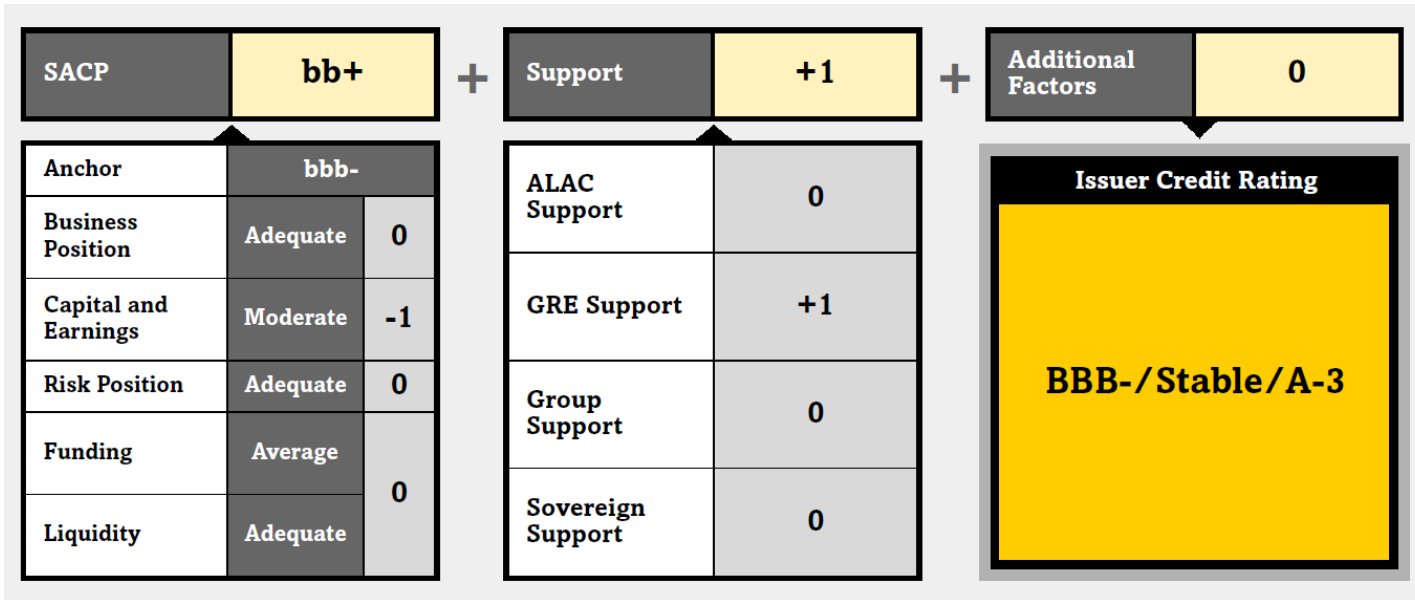 SACP bb+ + Support +1 + Additional Factors 0
Anchor bbb-
Business Position Adequate 0
Capital and Earnings Moderate -1
Risk Position Adequate 0
Funding Average 0
Liquidity Adequate
ALAC Support 0
GRE Support +1
Group Support 0
Sovereign Support 0
Issuer Credit Rating
BBB-/Stable/A-3